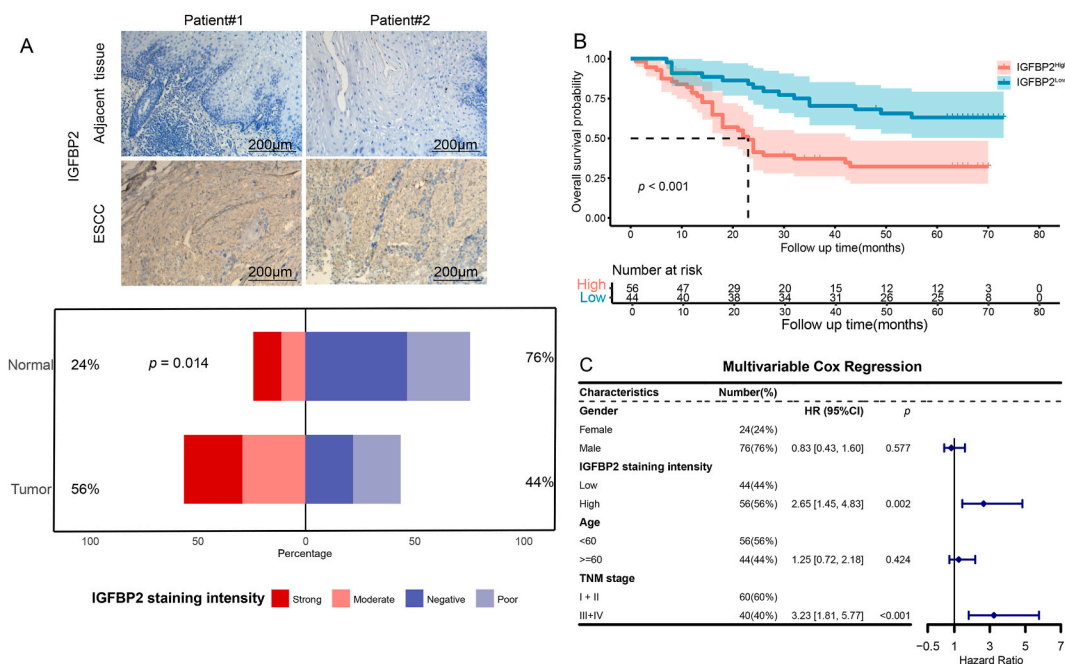 A
Patient#1 Patient#2
IGFBP2
Adjacent tissue
200μm 200μm
ESCC
200μm 200μm
Normal 24% p = 0.014 76%
Tumor 56% 44%
100 50 0 50 100
Percentage
IGFBP2 staining intensity Strong Moderate Negative Poor
B
Overall survival probability
1.00
0.75
0.50
0.25
0.00
IGFBP2High
IGFBP2Low
p < 0.001
0 10 20 30 40 50 60 70 80
Follow up time(months)
Number at risk
High 56 47 29 20 15 12 12 3 0
Low 44 40 38 34 31 26 25 8 0
0 10 20 30 40 50 60 70 80
Follow up time(months)
C Multivariable Cox Regression
Characteristics Number(%)
Gender HR (95%CI) p
Female 24(24%)
Male 76(76%) 0.83 [0.43, 1.60] 0.577
IGFBP2 staining intensity
Low 44(44%)
High 56(56%) 2.65 [1.45, 4.83] 0.002
Age
<60 56(56%)
>=60 44(44%) 1.25 [0.72, 2.18] 0.424
TNM stage
I + II 60(60%)
III+IV 40(40%) 3.23 [1.81, 5.77] <0.001
−0.5 1 3 5 7
Hazard Ratio